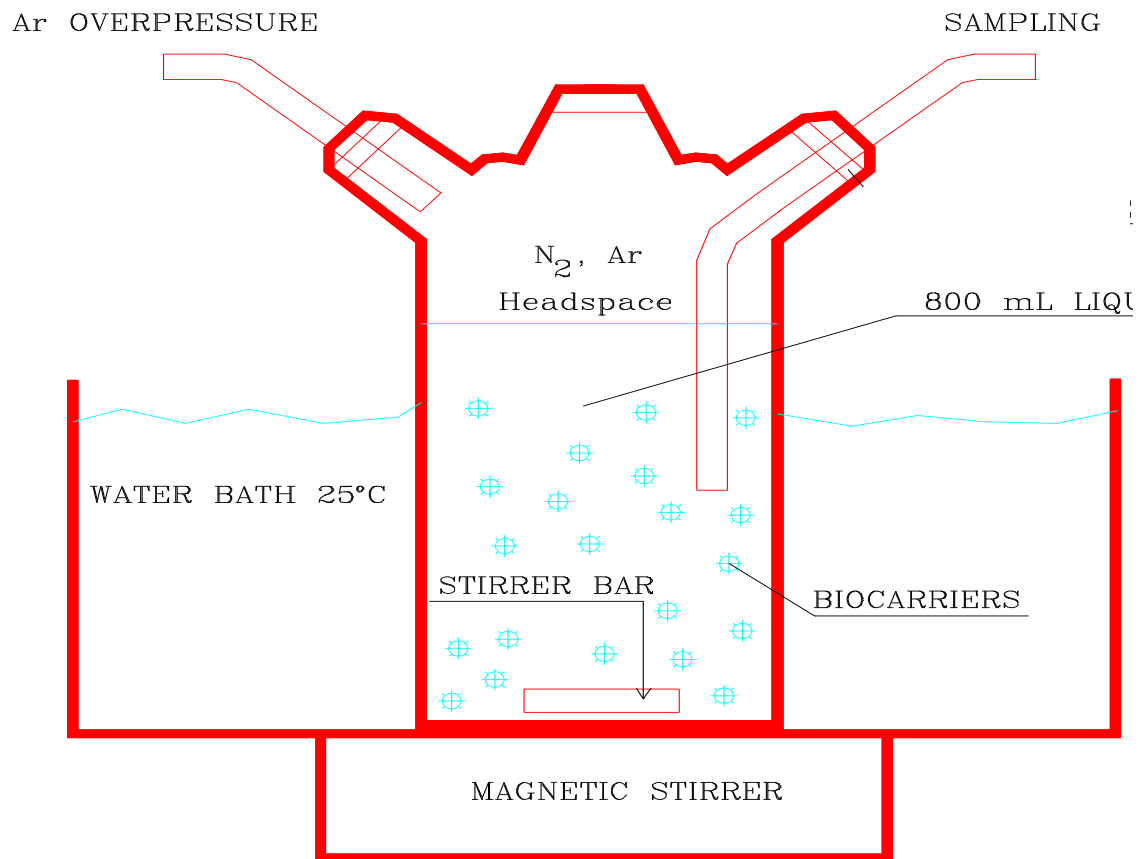 Ar OVERPRESSURE
SAMPLING
N2, Ar
Headspace
800 mL
WATER BATH 25°C
STIRRER BAR
BIOCARRIERS
MAGNETIC STIRRER